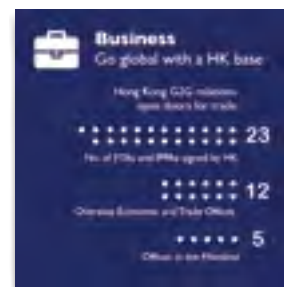 Business
Go global with a HK base
Hong Kong G2G relations
open doors for trade
23
No. of FTAs and IPPAs signed by HK
12
Overseas Economic and Trade Offices
5
Offices in the Mainland